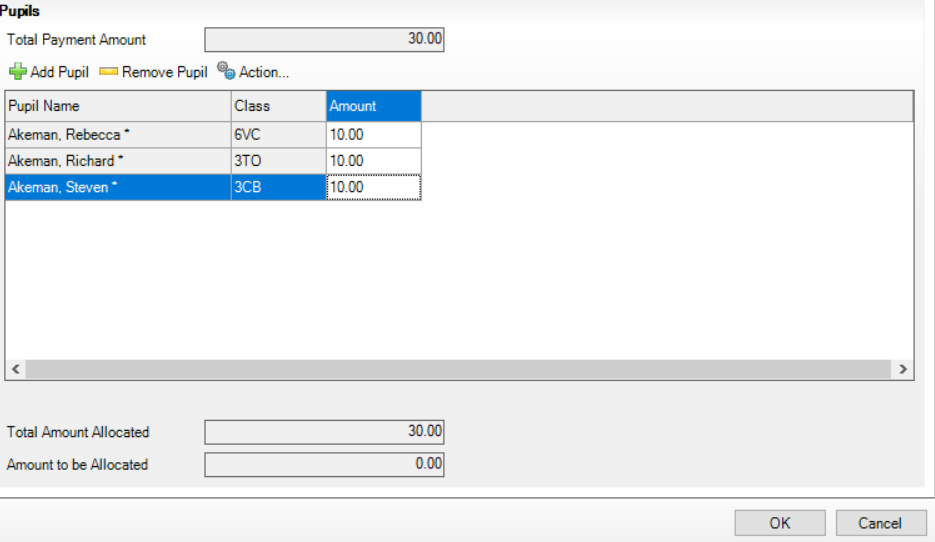 Pupils
Total Payment Amount 30.00
Add Pupil Remove Pupil Action...
Pupil Name Class Amount
Akeman, Rebecca * 6VC 10.00
Akeman, Richard * 3TO 10.00
Akeman, Steven * 3CB 10.00
Total Amount Allocated 30.00
Amount to be Allocated 0.00
OK Cancel